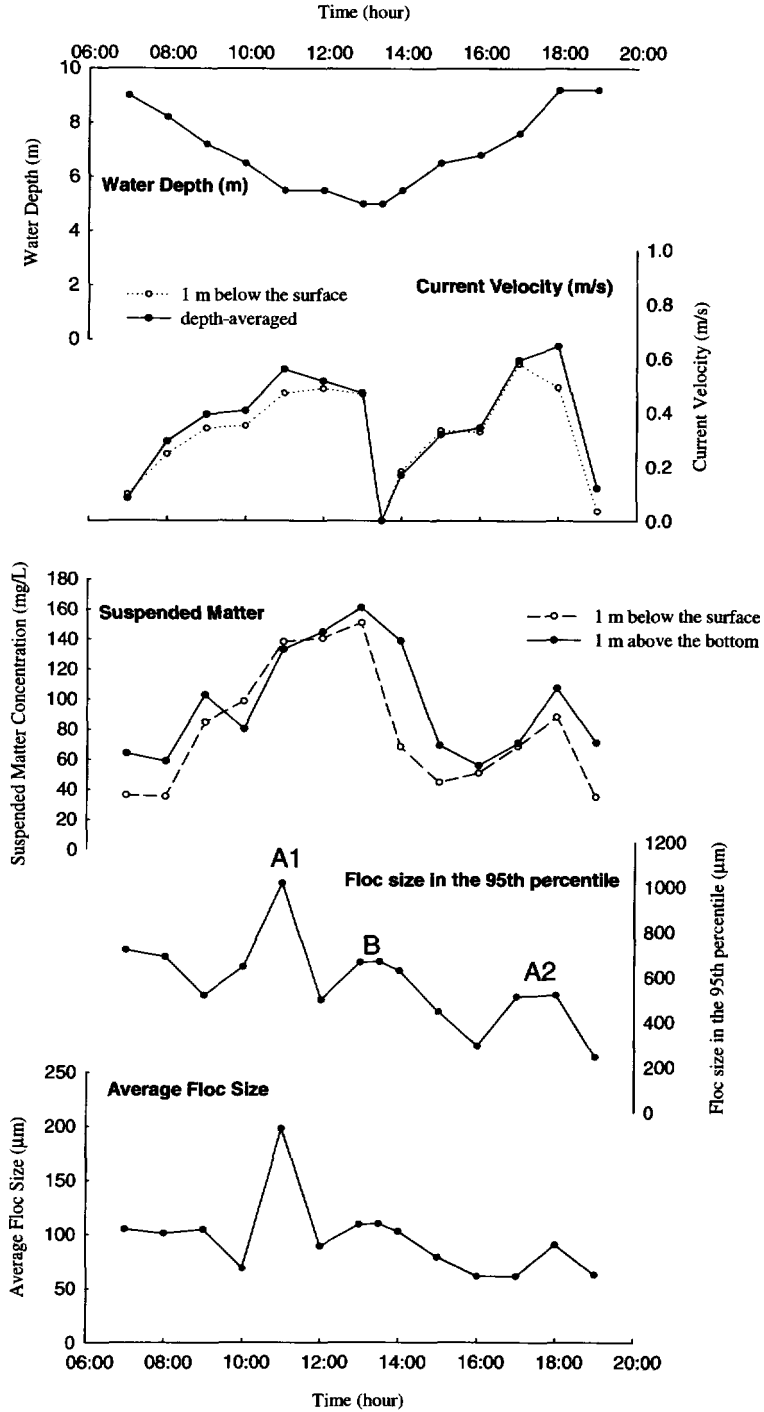 Time (hour)
06:00 08:00 10:00 12:00 14:00 16:00 18:00 20:00
10
8
6
4
2
0
Water Depth (m)
Water Depth (m)
1 m below the surface
depth-averaged
Current Velocity (m/s)
1.0
0.8
0.6
0.4
0.2
0.0
Current Velocity (m/s)
180
160
140
120
100
80
60
40
20
0
Suspended Matter Concentration (mg/L)
Suspended Matter
1 m below the surface
1 m above the bottom
A1
B
A2
Floc size in the 95th percentile
1200
1000
800
600
400
200
0
Floc size in the 95th percentile (μm)
250
200
150
100
50
0
Average Floc Size (μm)
Average Floc Size
06:00 08:00 10:00 12:00 14:00 16:00 18:00 20:00
Time (hour)